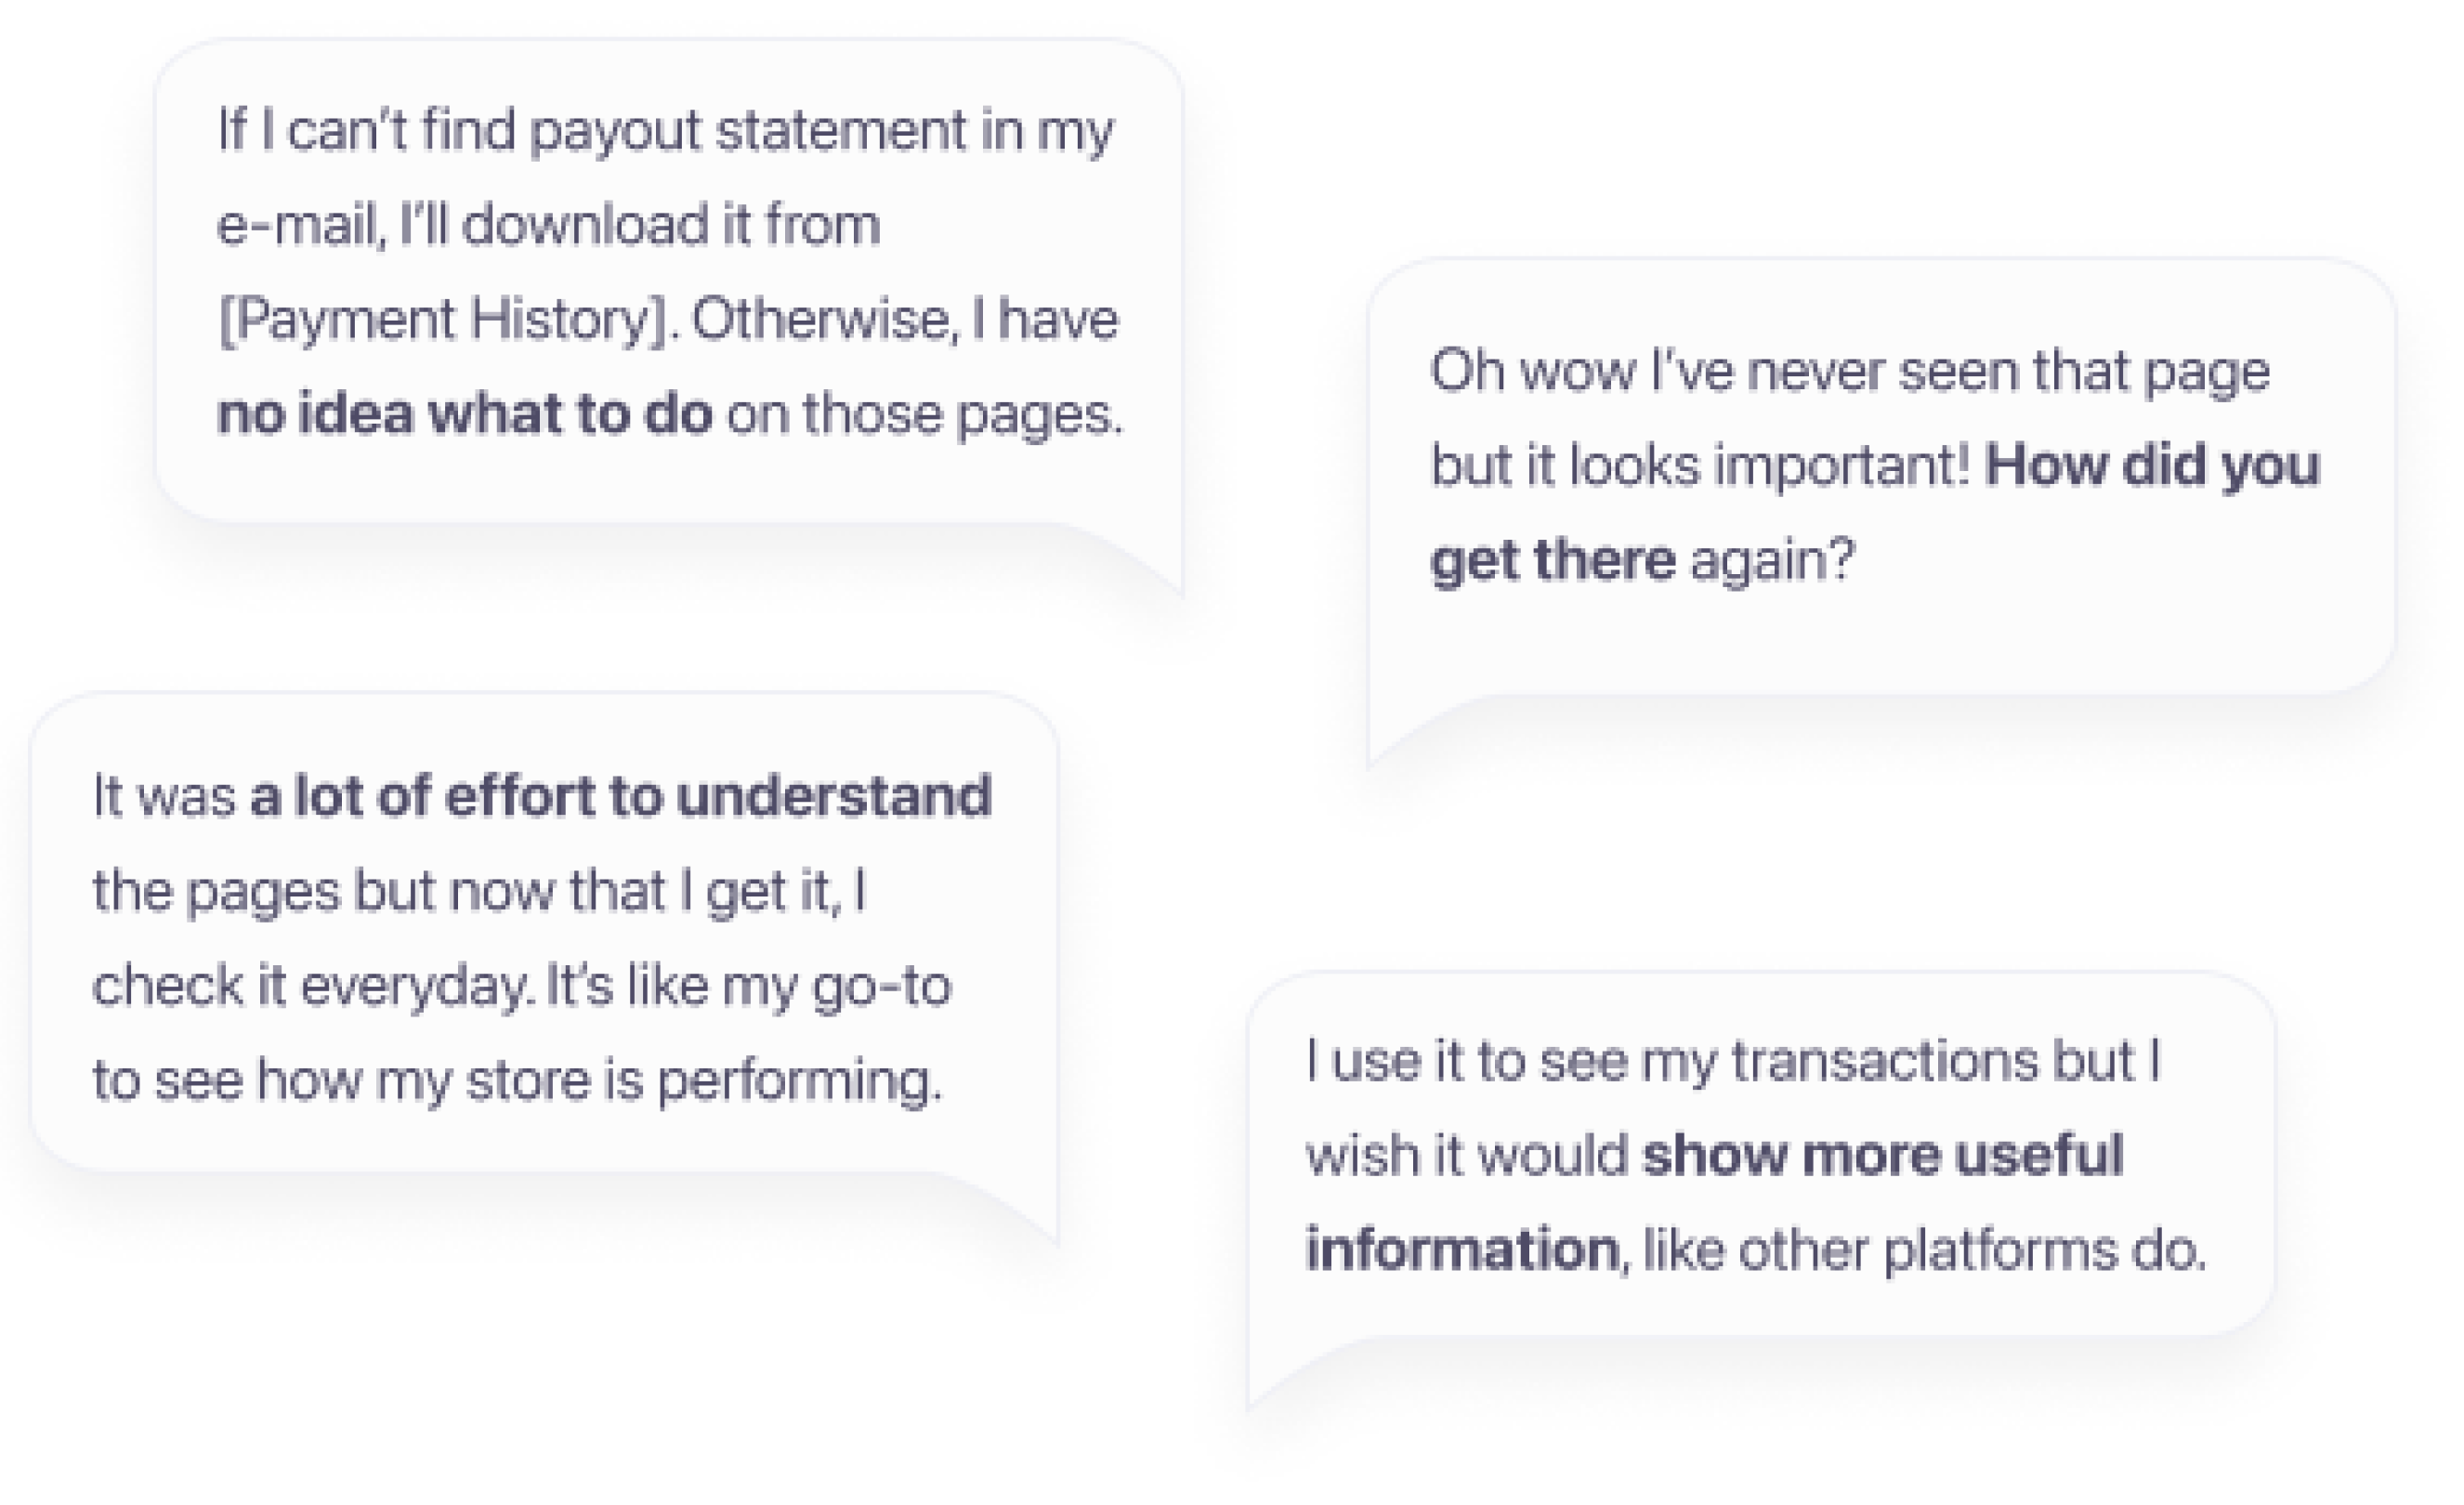 If I can’t find payout statement in my
e-mail, I’ll download it from
[Payment History]. Otherwise, I have
no idea what to do on those pages.
Oh wow I’ve never seen that page
but it looks important! How did you
get there again?
It was a lot of effort to understand
the pages but now that I get it, I
check it everyday. It’s like my go-to
to see how my store is performing.
I use it to see my transactions but I
wish it would show more useful
information, like other platforms do.